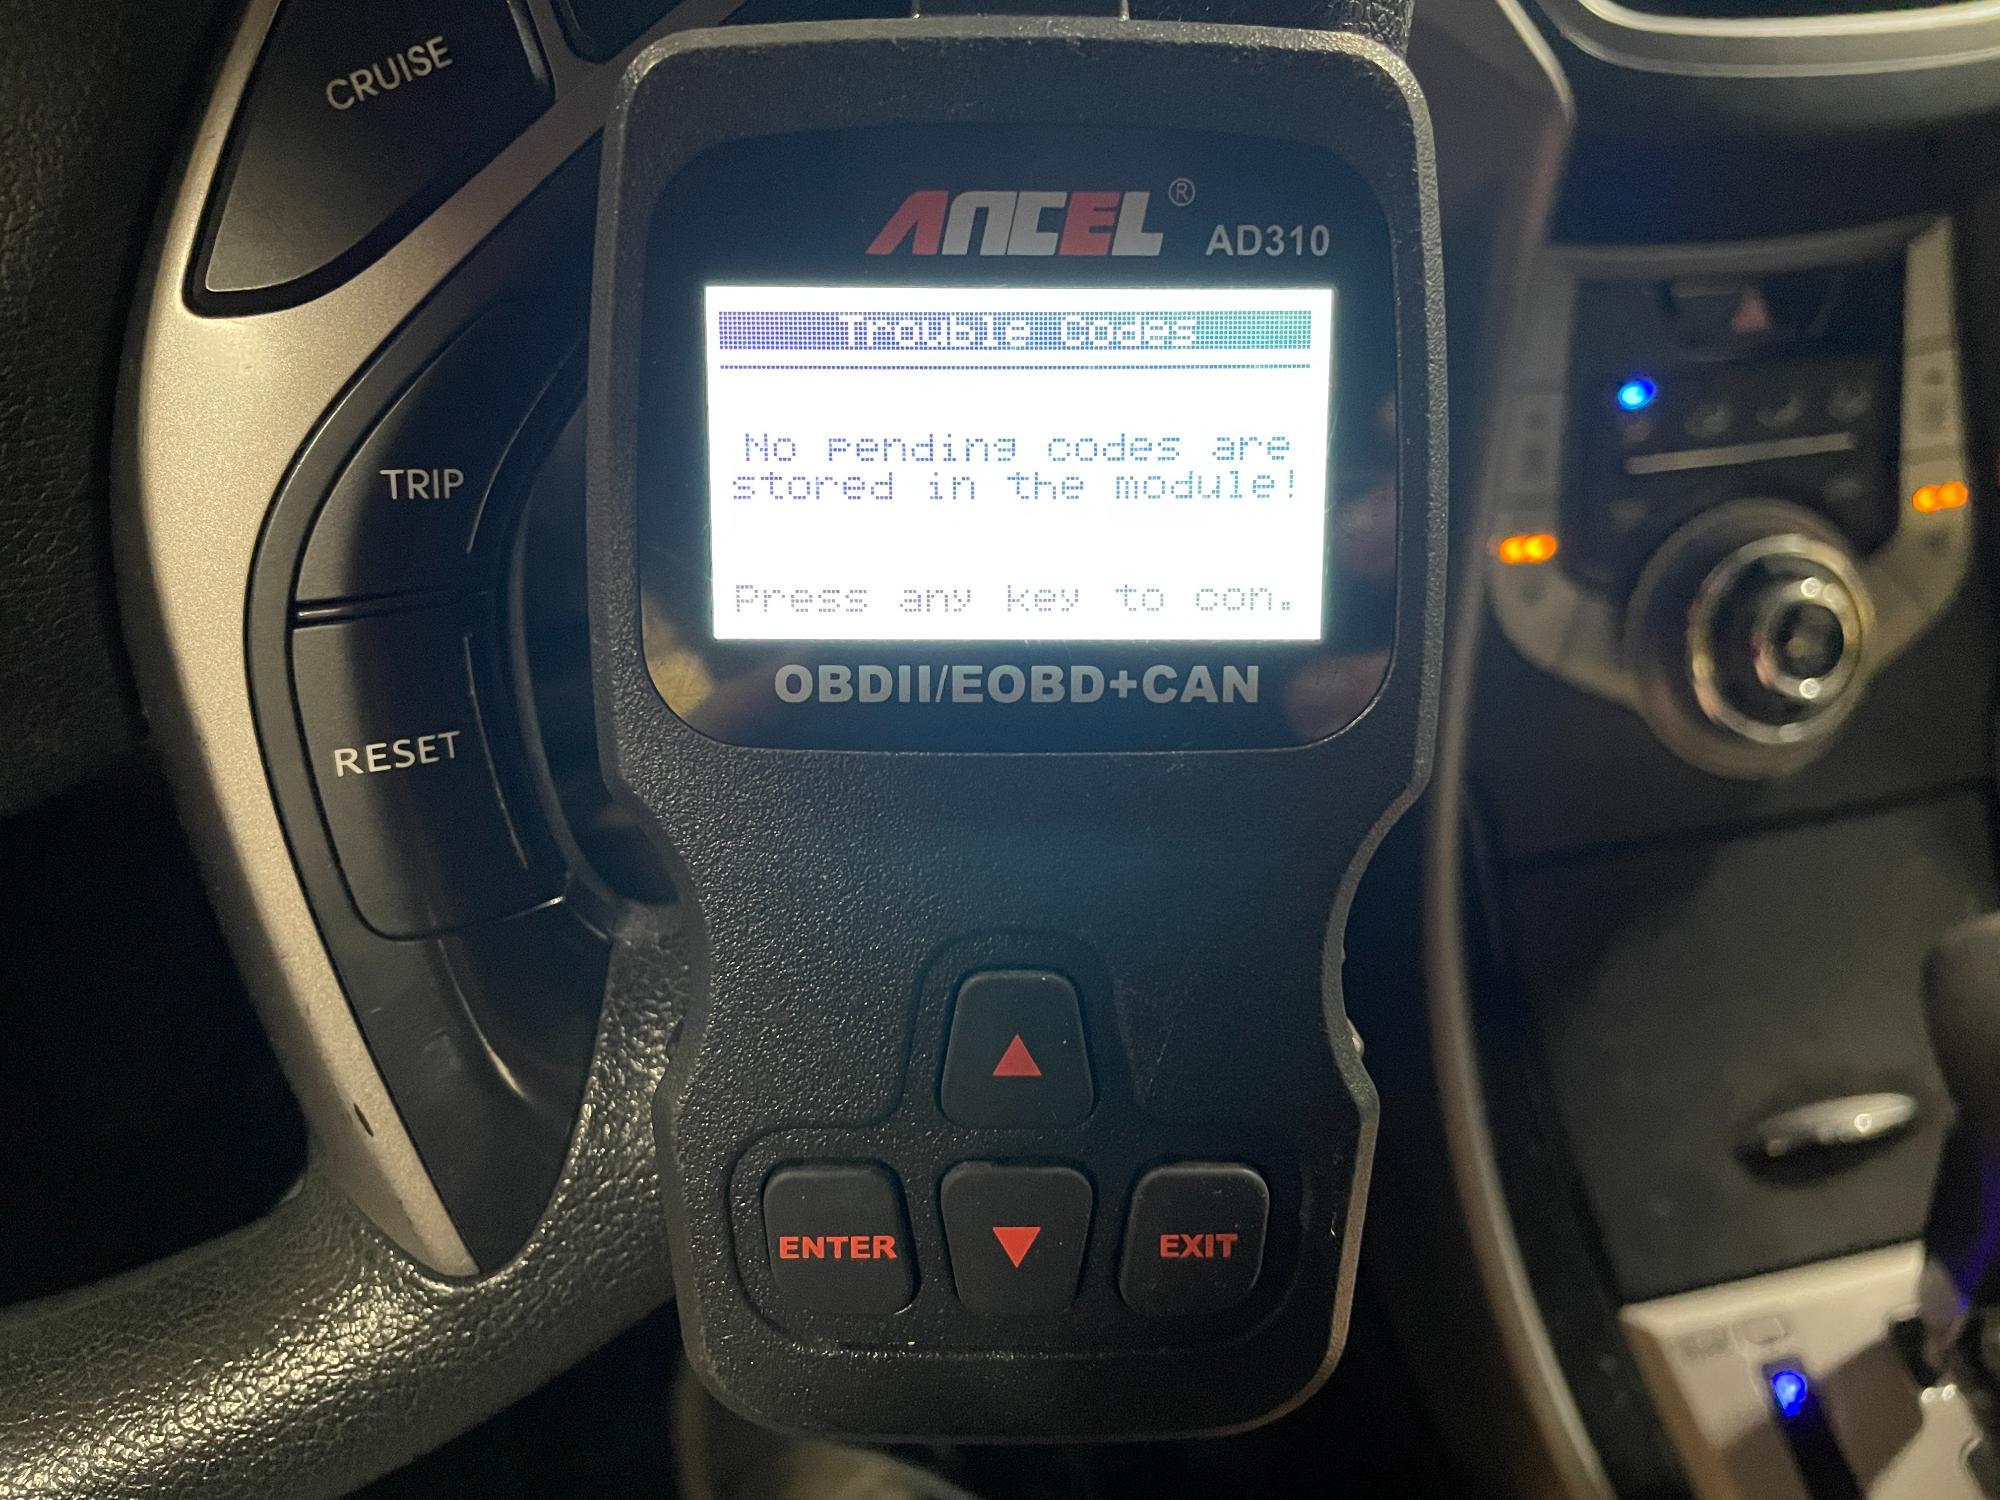 CRUISE
TRIP
RESET
ANCEL® AD310
Trouble Codes
No pending codes are
stored in the module!
Press any key to con.
OBDII/EOBD+CAN
ENTER
EXIT